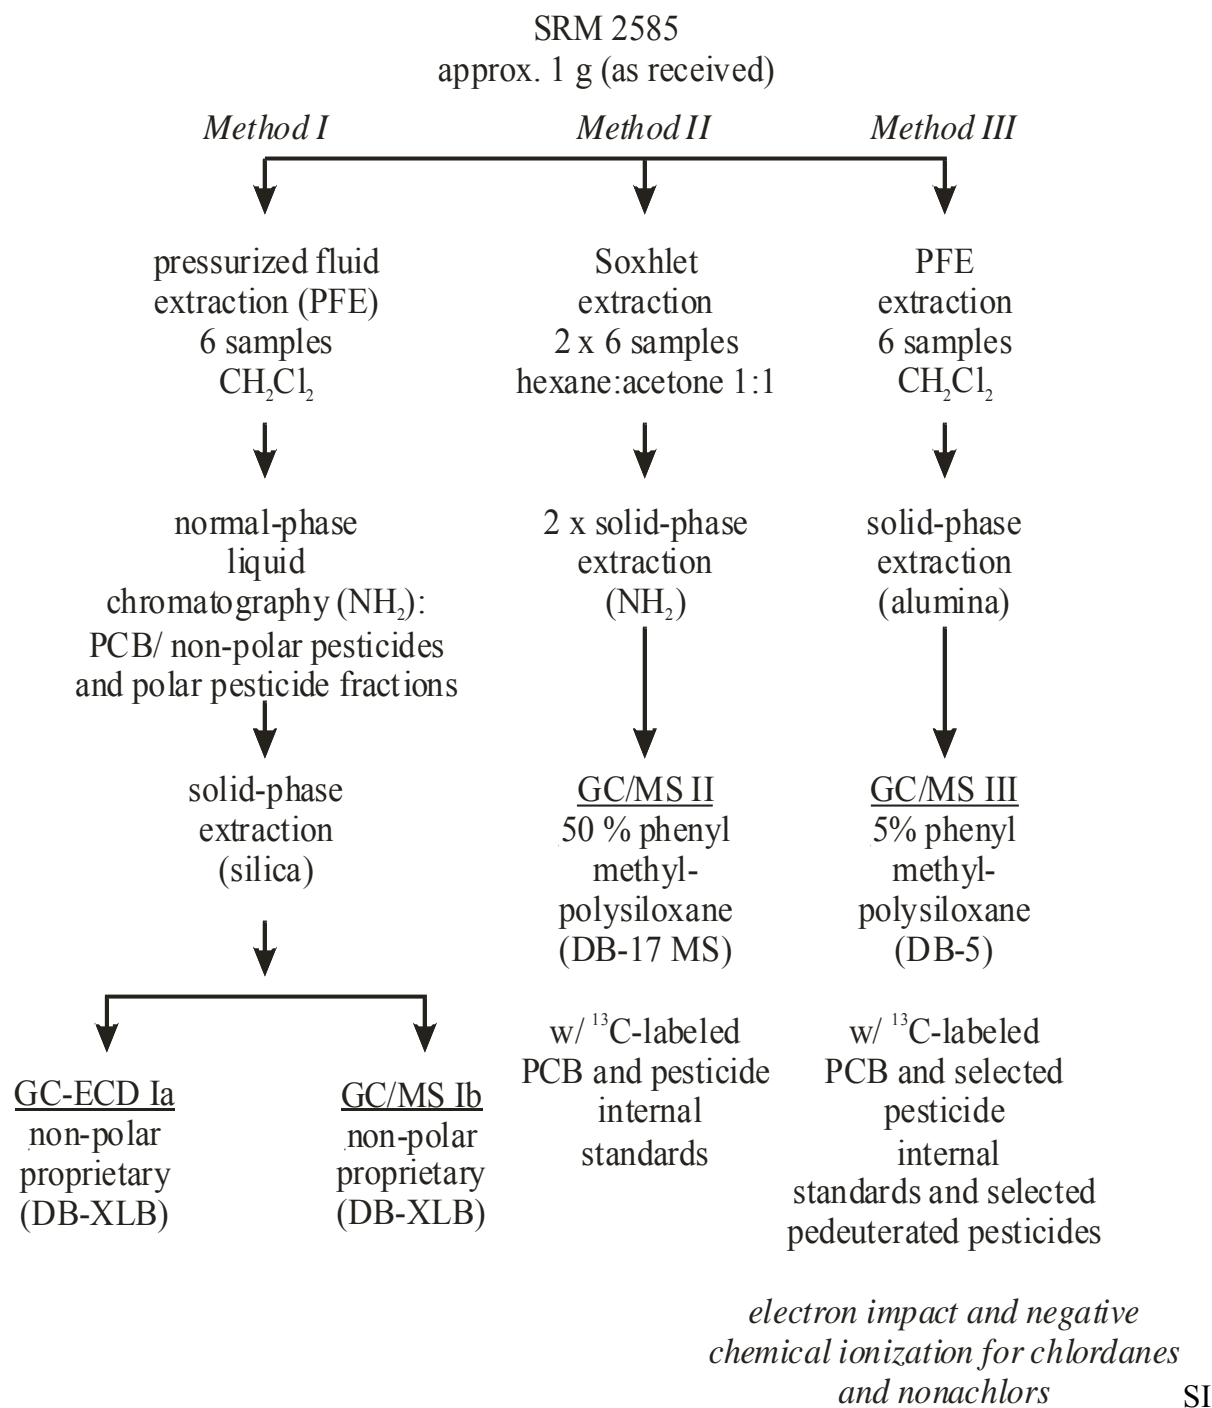 SRM 2585
approx. 1 g (as received)
Method I
Method II
Method III
pressurized fluid
extraction (PFE)
6 samples
CH₂Cl₂
Soxhlet
extraction
2 x 6 samples
hexane:acetone 1:1
PFE
extraction
6 samples
CH₂Cl₂
normal-phase
liquid
chromatography (NH₂):
PCB/ non-polar pesticides
and polar pesticide fractions
2 x solid-phase
extraction
(NH₂)
solid-phase
extraction
(alumina)
solid-phase
extraction
(silica)
GC/MS II
50 % phenyl
methyl-
polysiloxane
(DB-17 MS)
GC/MS III
5% phenyl
methyl-
polysiloxane
(DB-5)
w/ ¹³C-labeled
PCB and pesticide
internal
standards
w/ ¹³C-labeled
PCB and selected
pesticide
internal
standards and selected
pedeuterated pesticides
GC-ECD Ia
non-polar
proprietary
(DB-XLB)
GC/MS Ib
non-polar
proprietary
(DB-XLB)
electron impact and negative
chemical ionization for chlordanes
and nonachlors
SI